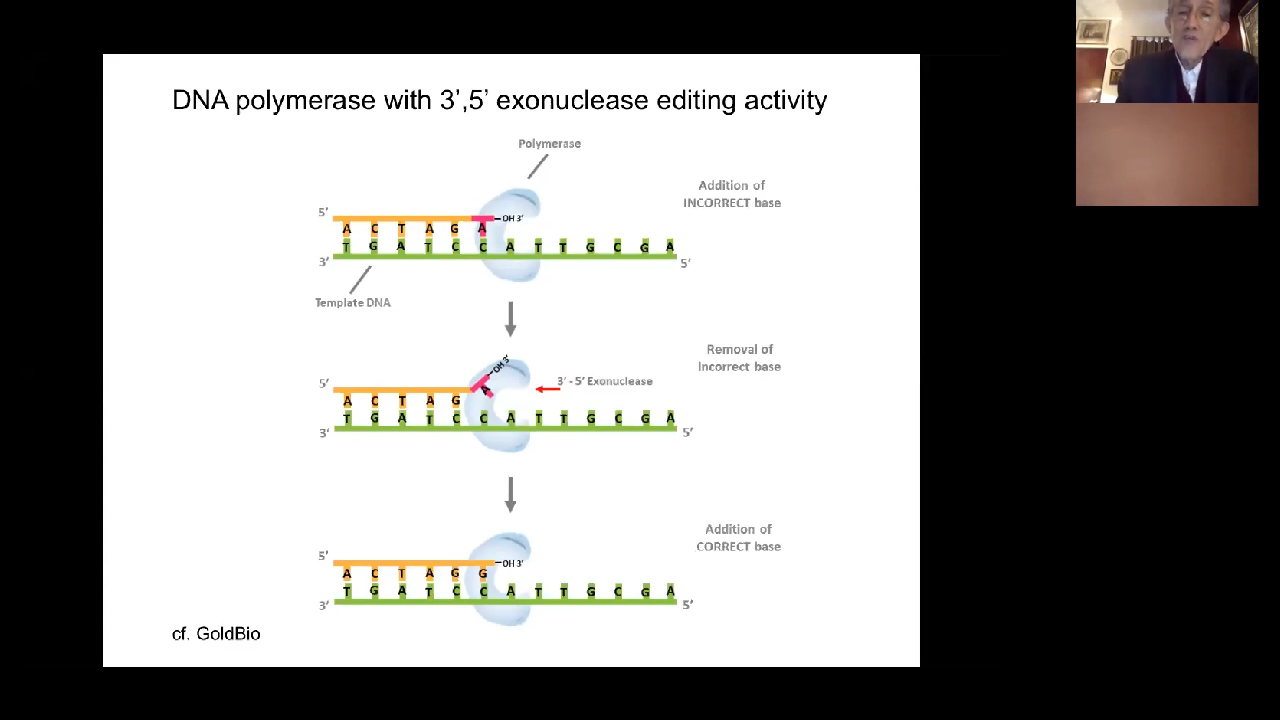 DNA polymerase with 3',5' exonuclease editing activity
Polymerase
Addition of
INCORRECT base
5'
OH 3'
A C T A G A
T G A T C C A T T G C G A
3'
5'
Template DNA
Removal of
Incorrect base
OH 3'
3' - 5' Exonuclease
5'
A
A C T A G
T G A T C C A T T G C G A
3'
5'
Addition of
CORRECT base
5'
OH 3'
A C T A G G
T G A T C C A T T G C G A
3'
5'
cf. GoldBio